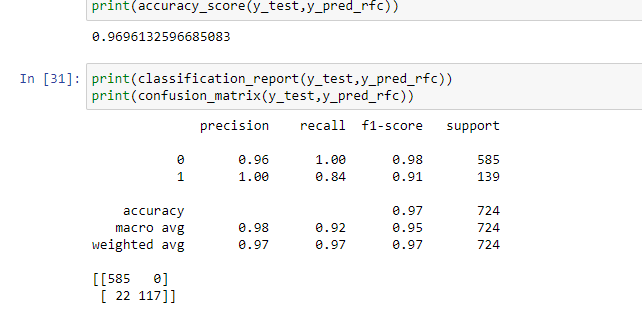 print(accuracy_score(y_test,y_pred_rfc))
0.9696132596685083
In [31]: print(classification_report(y_test,y_pred_rfc))
print(confusion_matrix(y_test,y_pred_rfc))
precision recall f1-score support
0 0.96 1.00 0.98 585
1 1.00 0.84 0.91 139
accuracy 0.97 724
macro avg 0.98 0.92 0.95 724
weighted avg 0.97 0.97 0.97 724
[[585 0]
[ 22 117]]